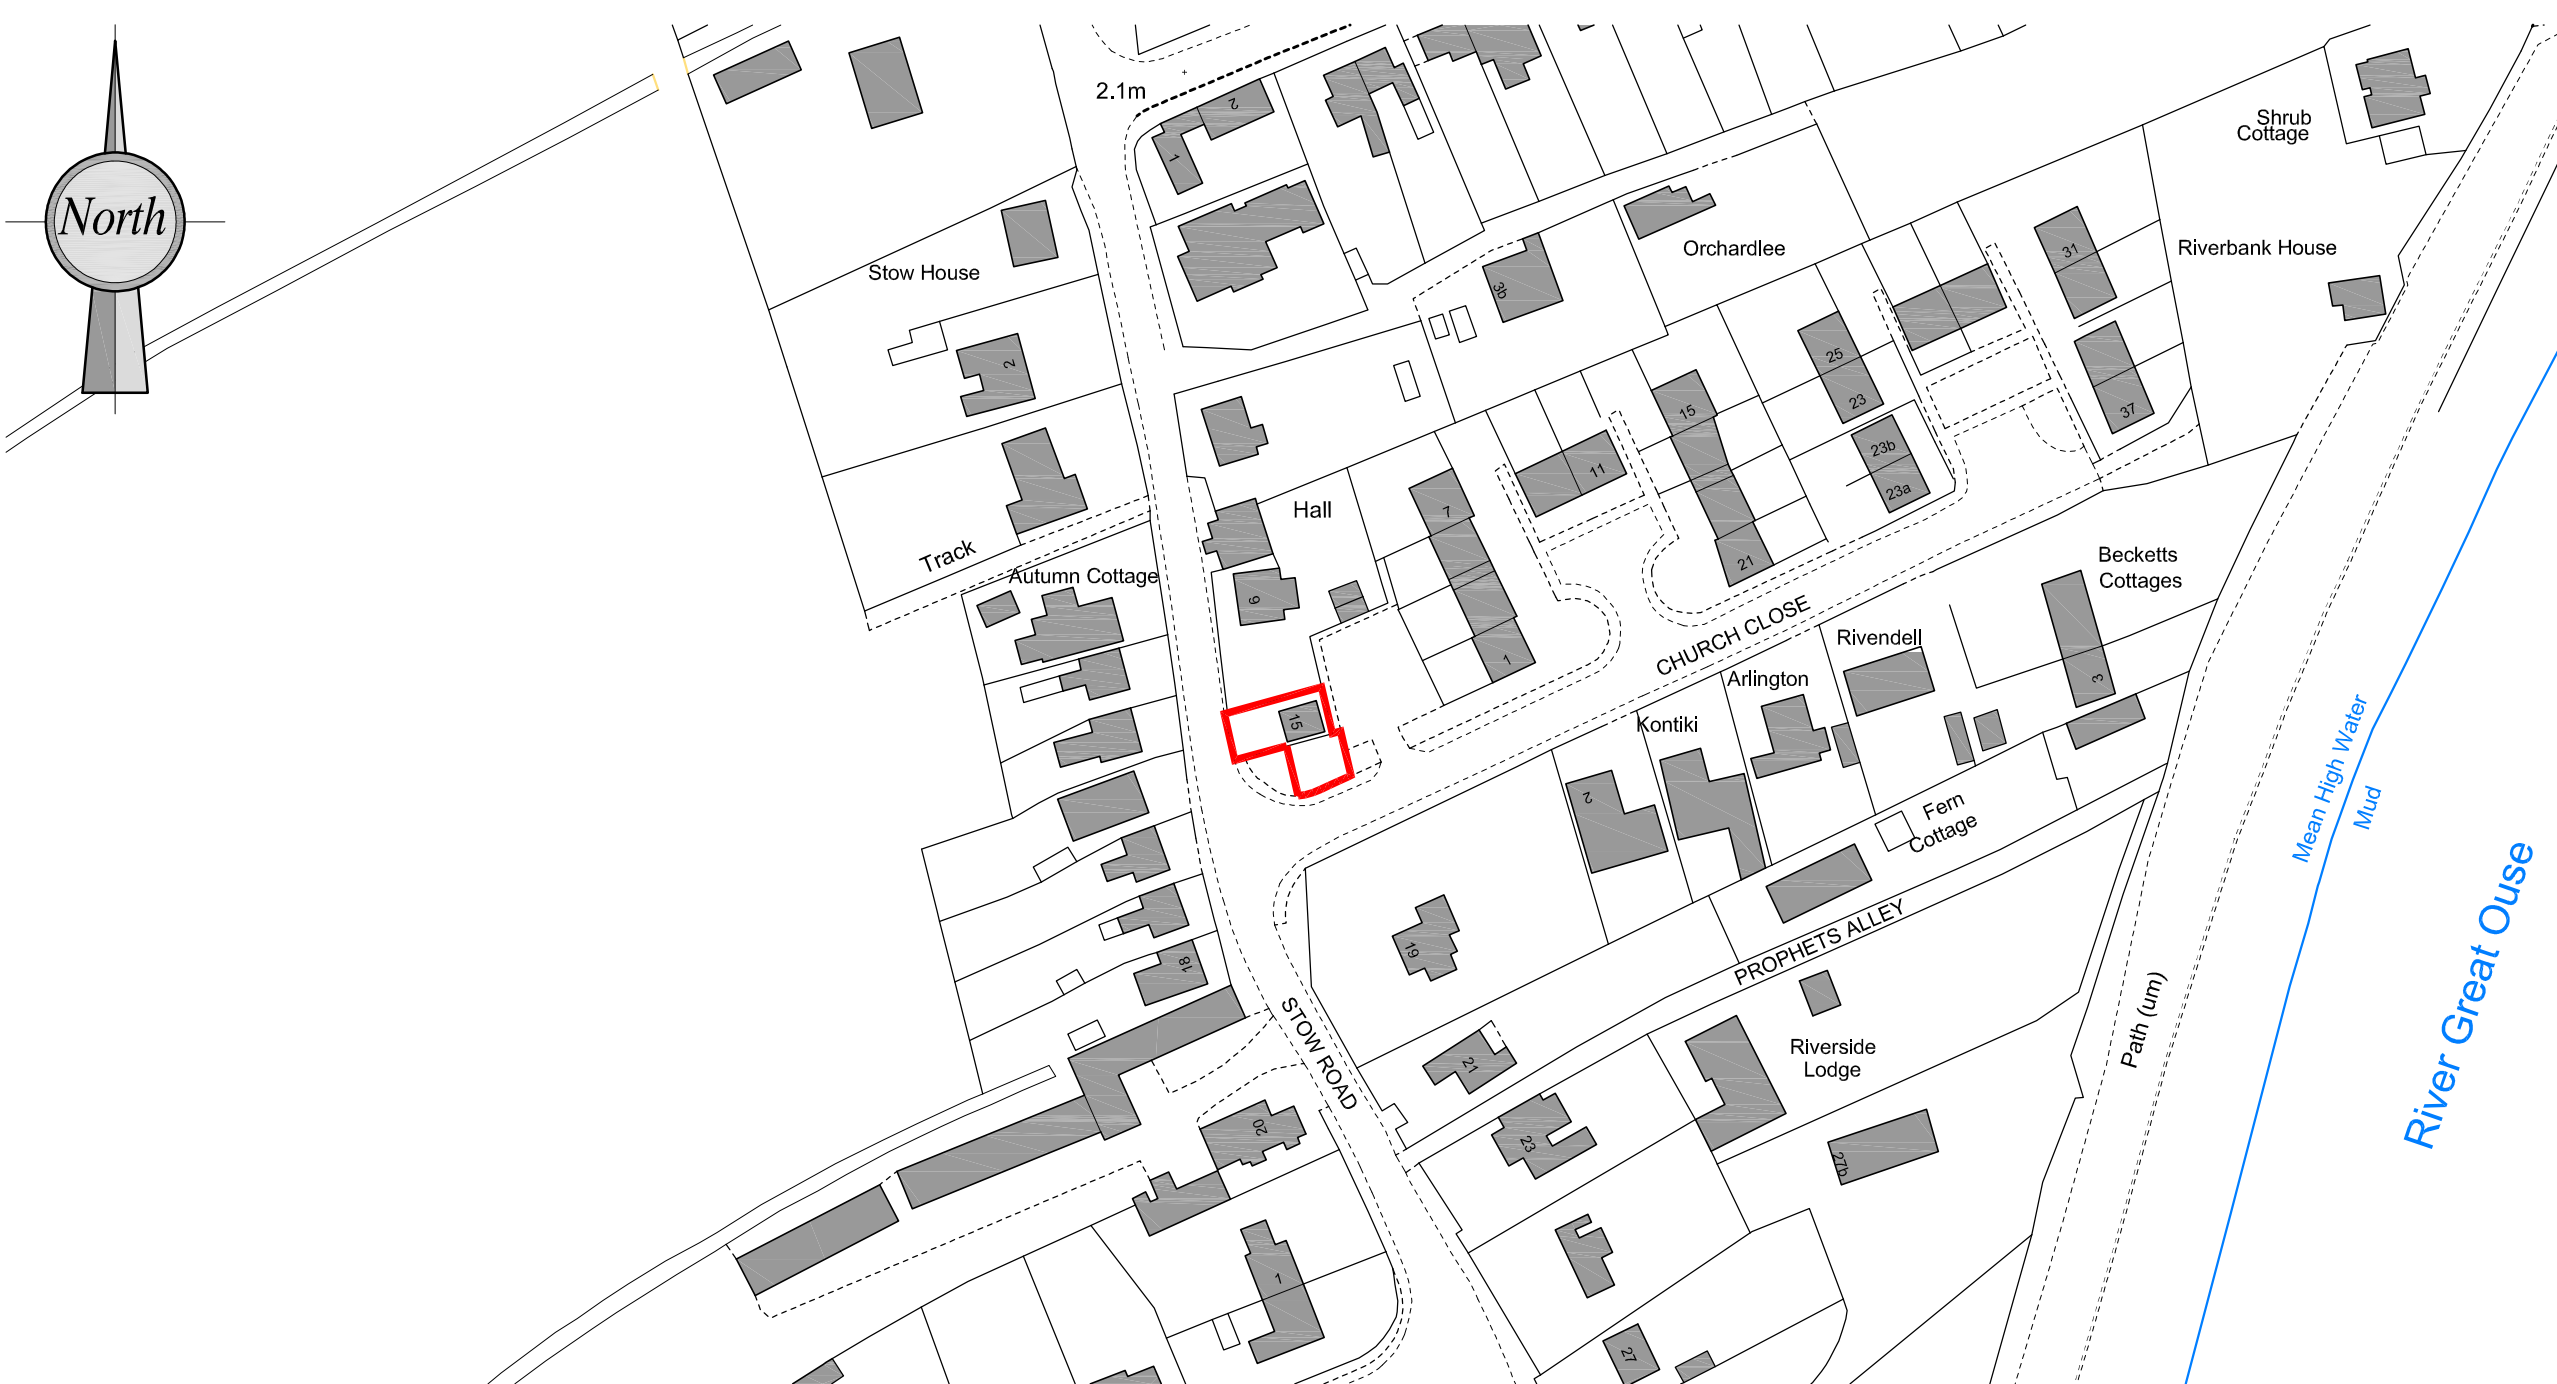 North
2.1m
2
1
Shrub
Cottage
Stow House
Orchardlee
Riverbank House
31
3b
2
25
23
37
15
11
23b
23a
7
Hall
21
Track
Autumn Cottage
9
Becketts
Cottages
CHURCH CLOSE
1
Rivendell
Arlington
3
15
Kontiki
2
Mean High Water
Mud
Fern
Cottage
19
PROPHETS ALLEY
18
STOW ROAD
River Great Ouse
Path (um)
21
Riverside
Lodge
20
23
27b
1
27